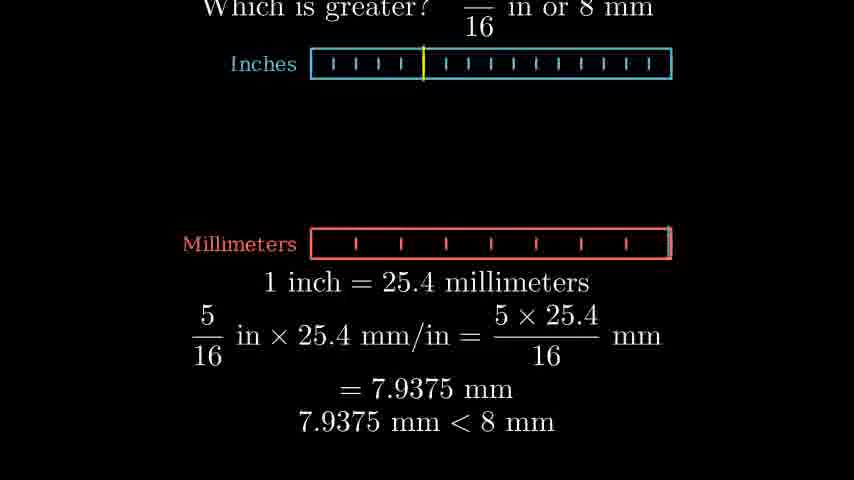 Which is greater? /16 in or 8 mm
Inches
Millimeters
1 inch = 25.4 millimeters
5/16 in × 25.4 mm/in = 5 × 25.4/16 mm
= 7.9375 mm
7.9375 mm < 8 mm